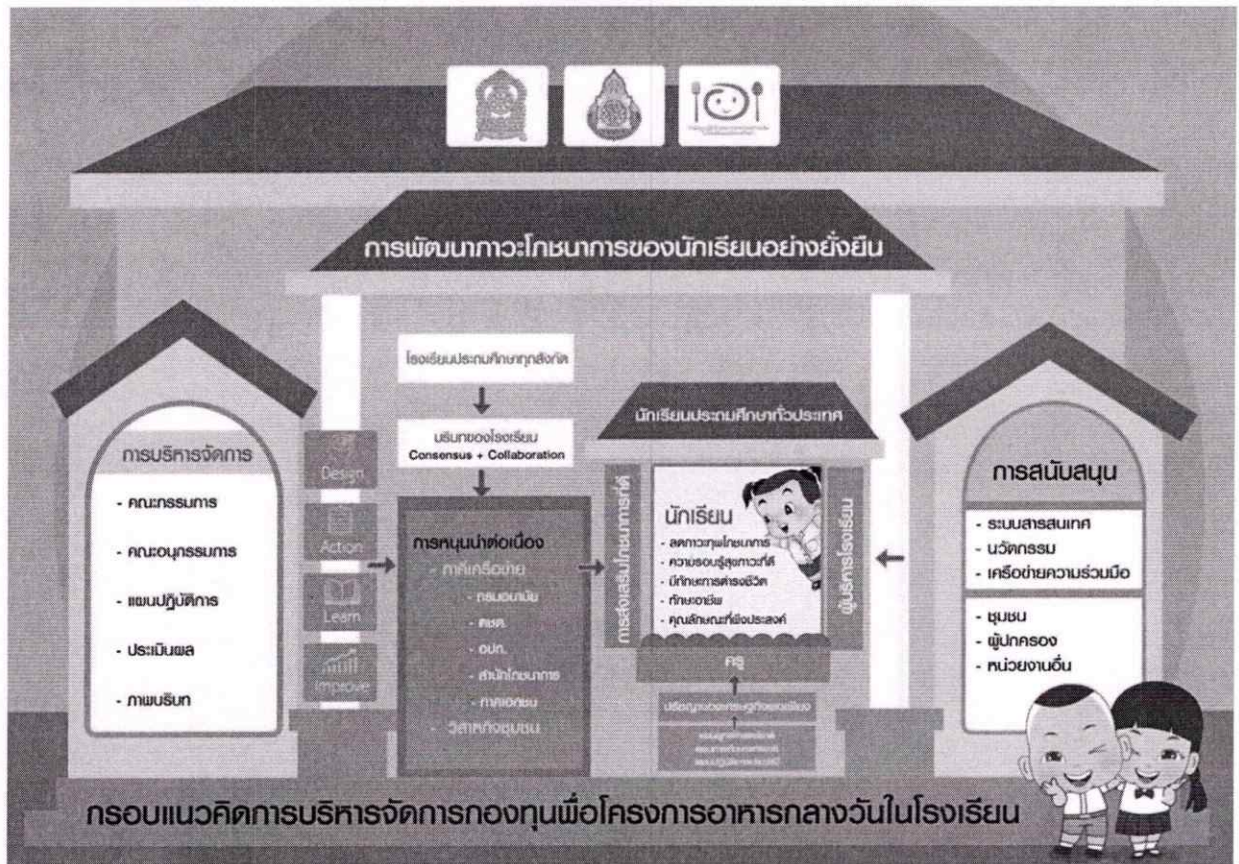 การพัฒนาภาวะโภชนาการของนักเรียนอย่างยั่งยืน
โรงเรียนประถมศึกษาทุกสังกัด
บริบทของโรงเรียน
Consensus + Collaboration
การบริหารจัดการ
- คณะกรรมการ
- คณะอนุกรรมการ
- แผนปฏิบัติการ
- ประเมินผล
- ภาพบริบท
Design
Action
Learn
Improve
การหนุนนำต่อเนื่อง
- ภาคีเครือข่าย
- กรมอนามัย
- ตชด.
- อปท.
- สำนักโภชนาการ
- ภาคเอกชน
- วิสาหกิจชุมชน
นักเรียนประถมศึกษาทั่วประเทศ
การส่งเสริมโภชนาการที่ดี
นักเรียน
- ลดภาวะทุพโภชนาการ
- ความรอบรู้สุขภาวะที่ดี
- มีทักษะการดำรงชีวิต
- ทักษะอาชีพ
- คุณลักษณะที่พึงประสงค์
ผู้บริหารโรงเรียน
ครู
ปรัชญาของเศรษฐกิจพอเพียง
การสนับสนุน
- ระบบสารสนเทศ
- นวัตกรรม
- เครือข่ายความร่วมมือ
- ชุมชน
- ผู้ปกครอง
- หน่วยงานอื่น
กรอบแนวคิดการบริหารจัดการกองทุนเพื่อโครงการอาหารกลางวันในโรงเรียน